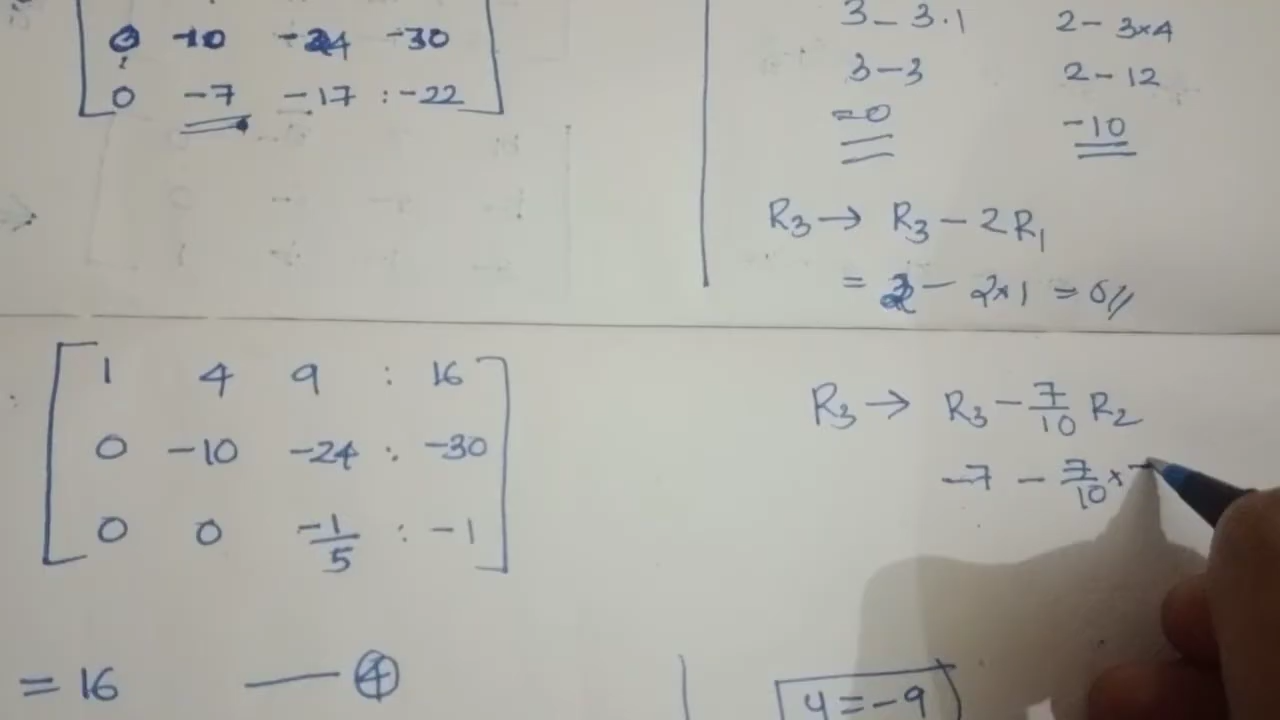 0 -10 -24 -30
0 -7 -17 : -22
3 - 3.1
3 - 3
= 0
2 - 3×4
2 - 12
-10
R3 → R3 - 2R1
= 2 - 2×1 = 0//
1 4 9 : 16
0 -10 -24 : -30
0 0 -1/5 : -1
R3 → R3 - 7/10 R2
-7 - 7/10 × -
= 16 —— ④
y = -9